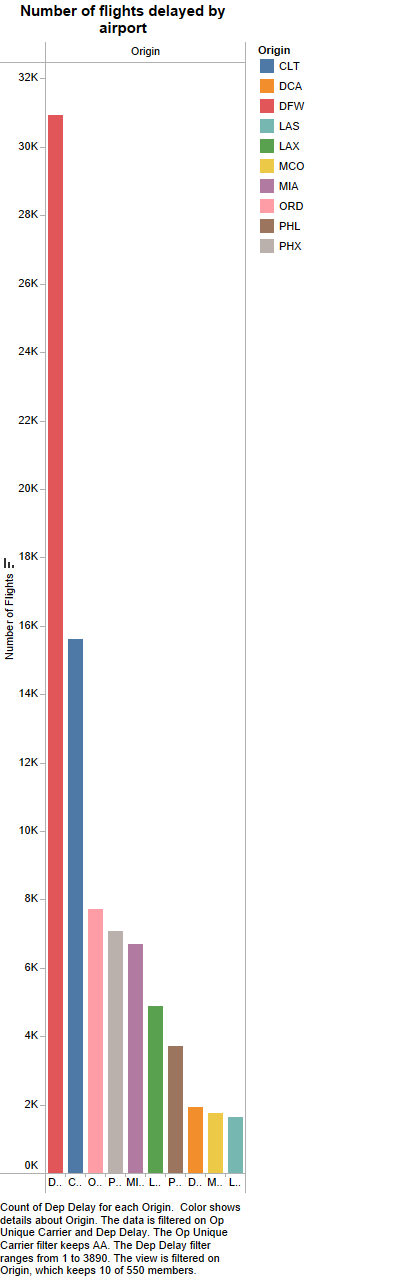 Number of flights delayed by
airport
Origin
Origin
CLT
DCA
DFW
LAS
LAX
MCO
MIA
ORD
PHL
PHX
32K
30K
28K
26K
24K
22K
20K
18K
16K
14K
12K
10K
8K
6K
4K
2K
0K
Number of Flights
D.. C.. O.. P.. MI.. L.. P.. D.. M.. L..
Count of Dep Delay for each Origin.  Color shows
details about Origin. The data is filtered on Op
Unique Carrier and Dep Delay. The Op Unique
Carrier filter keeps AA. The Dep Delay filter
ranges from 1 to 3890. The view is filtered on
Origin, which keeps 10 of 550 members.